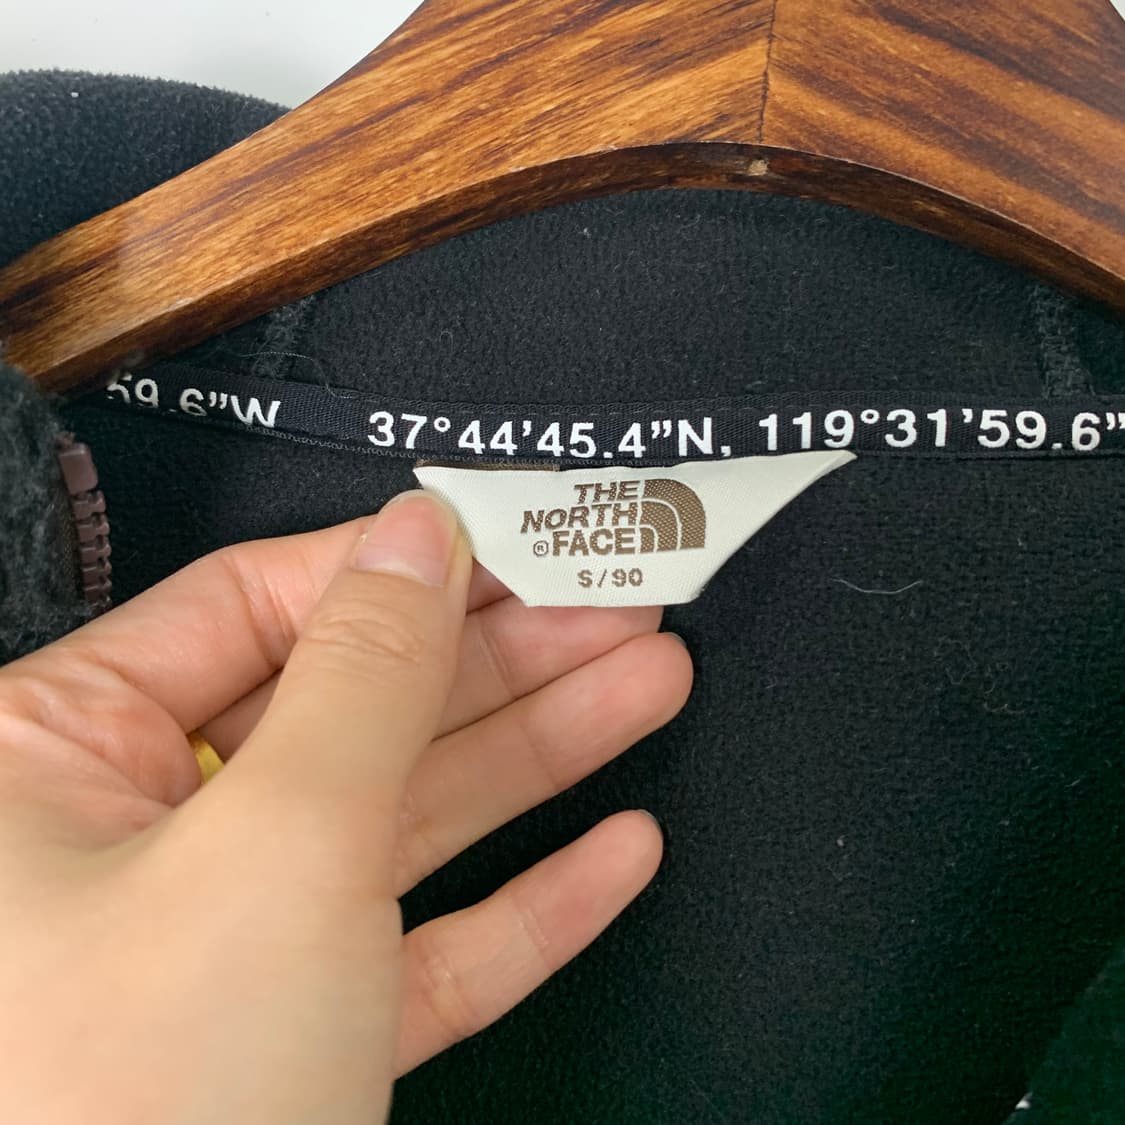 59.6”W 37°44’45.4”N, 119°31’59.6”
THE
NORTH
®FACE
S/90